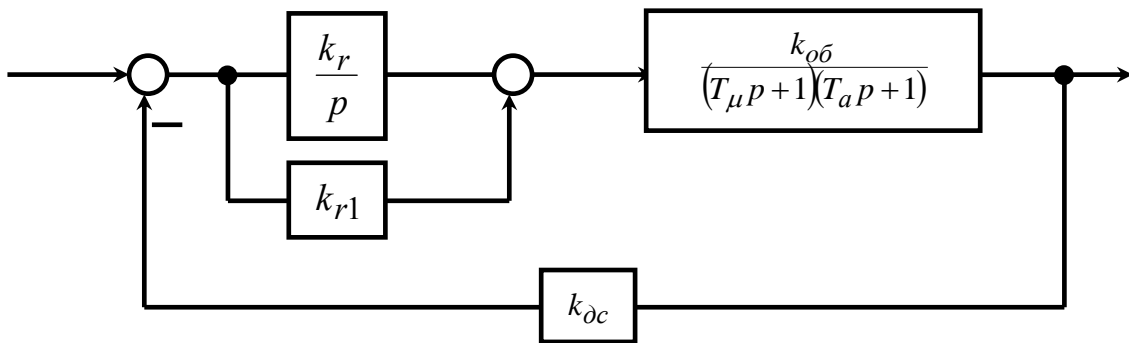 k_r
p
k_об
(T_μ p + 1)(T_a p + 1)
−
k_r1
k_дс